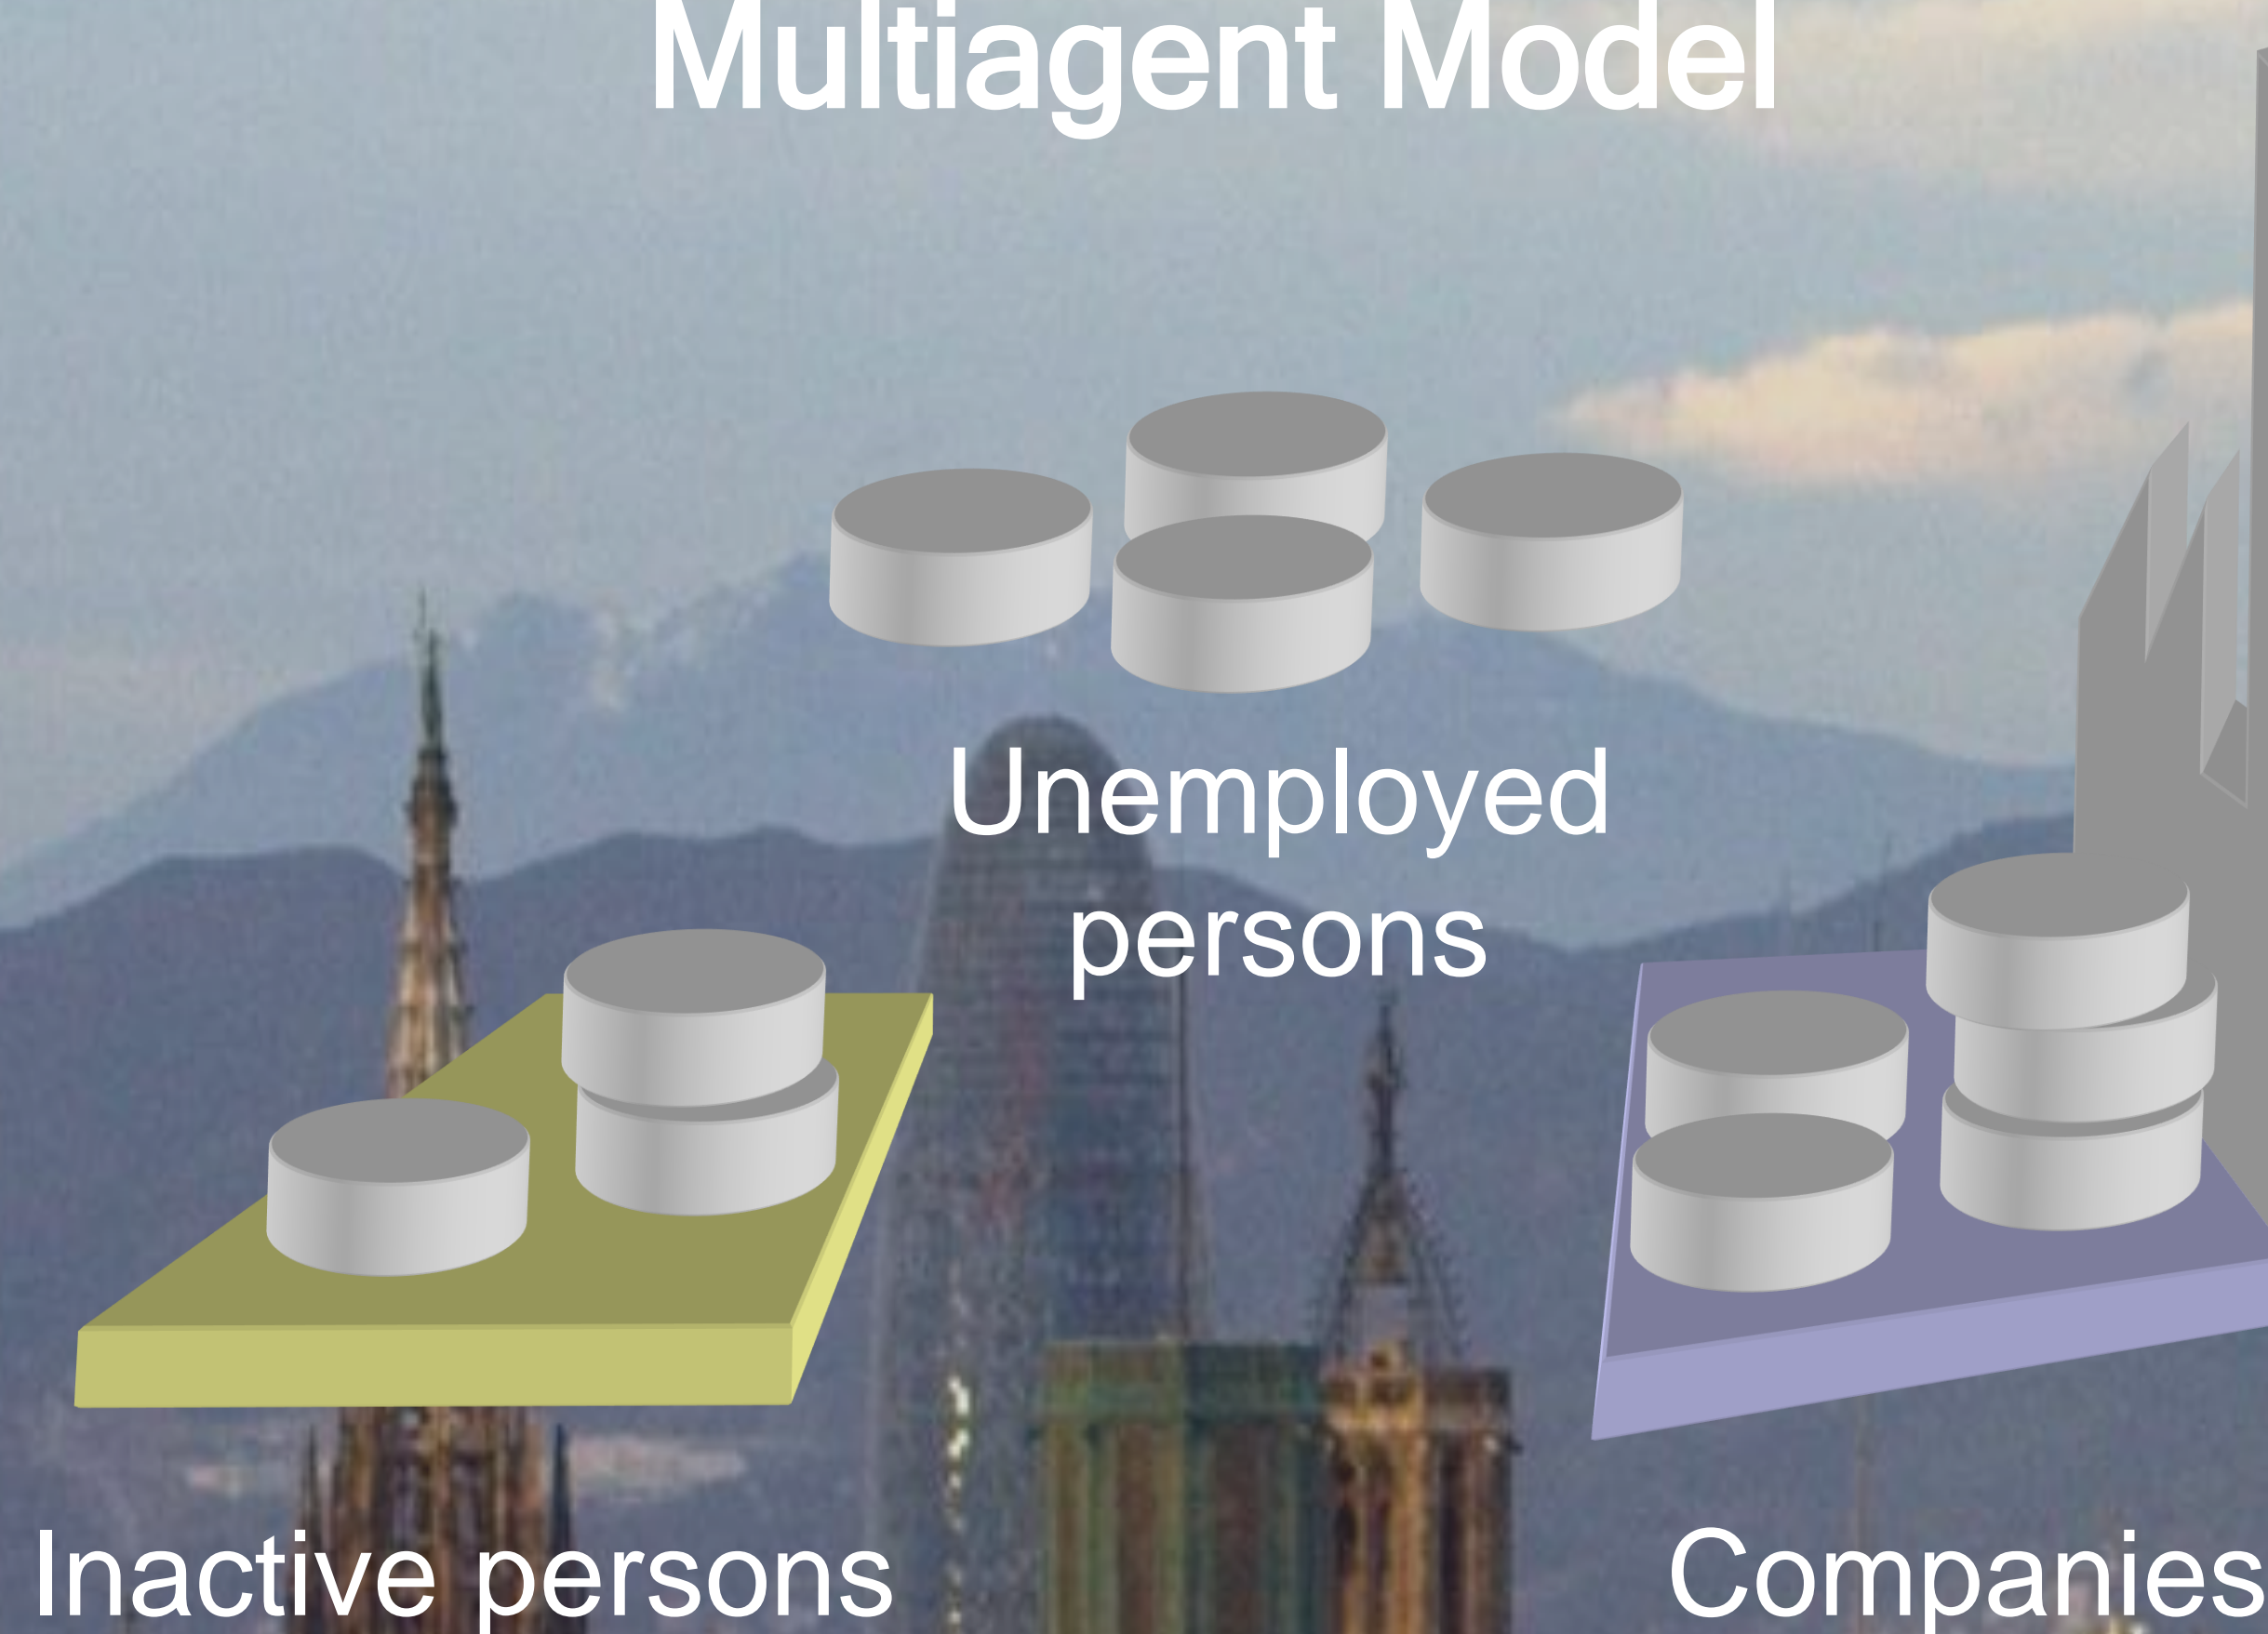 Multiagent Model
Unemployed
persons
Inactive persons
Companies